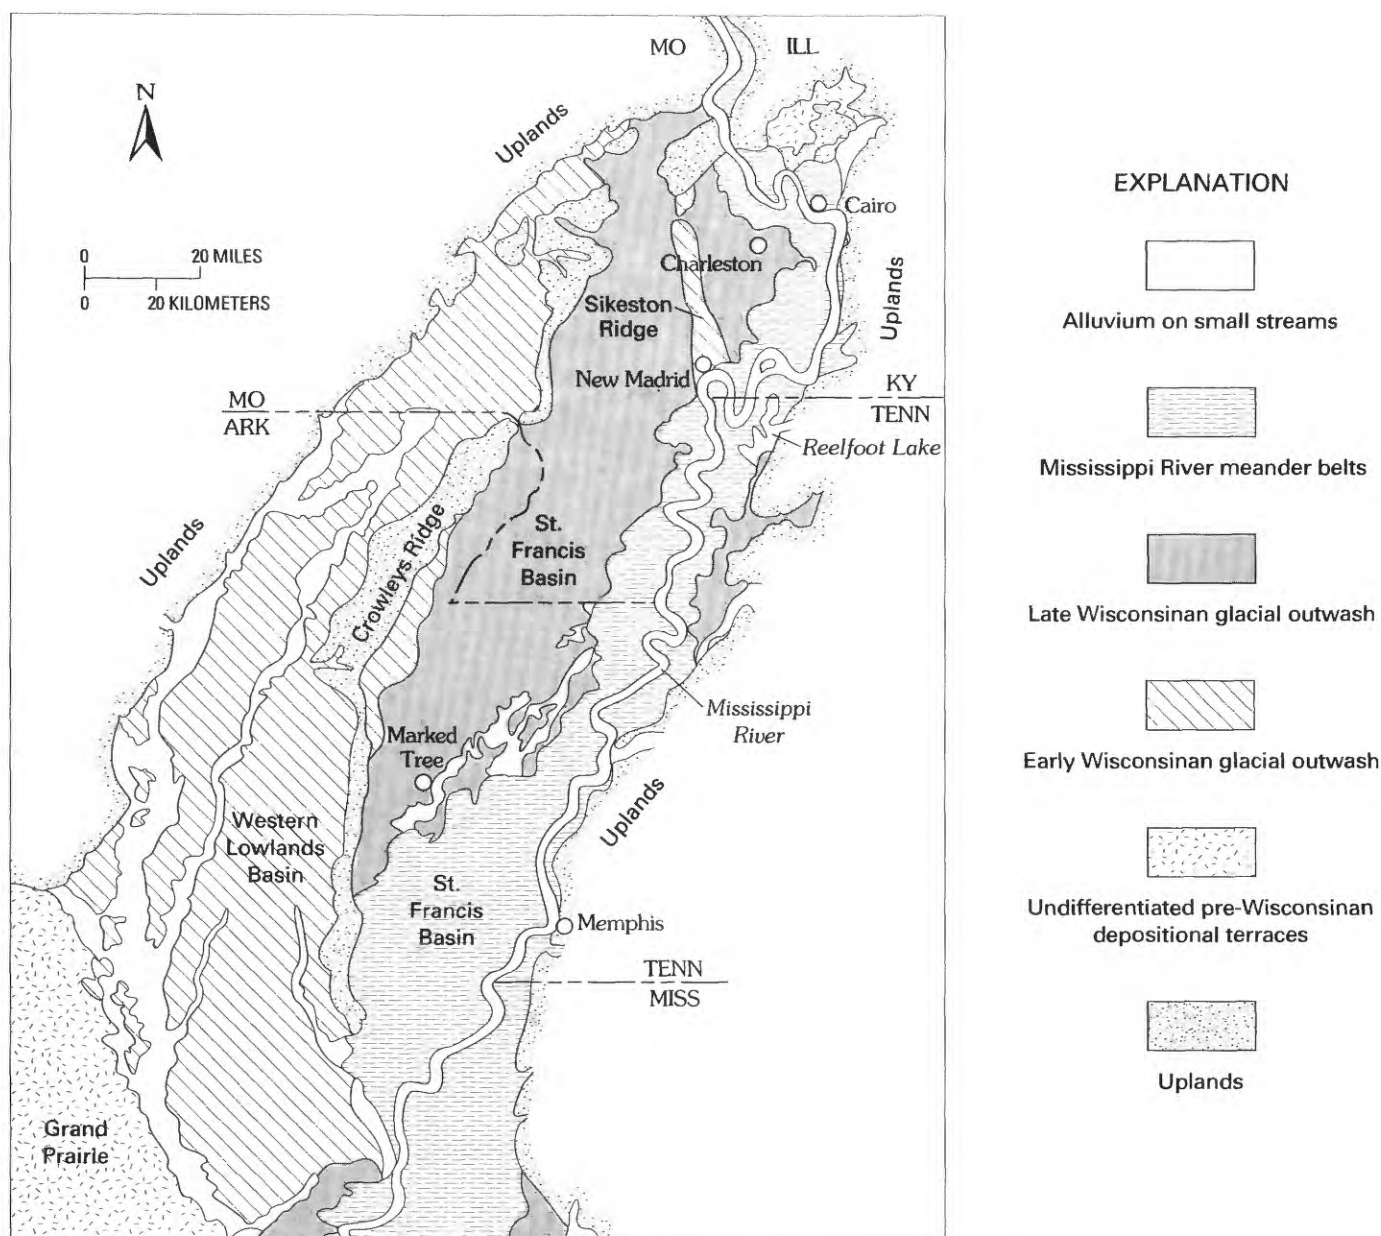 MO
ILL
N
Uplands
0
20 MILES
0
20 KILOMETERS
Cairo
Charleston
Uplands
Sikeston
Ridge
New Madrid
KY
TENN
MO
ARK
Reelfoot Lake
Uplands
Crowleys Ridge
St.
Francis
Basin
Mississippi
River
Marked
Tree
Uplands
Western
Lowlands
Basin
St.
Francis
Basin
Memphis
TENN
MISS
Grand
Prairie
EXPLANATION
Alluvium on small streams
Mississippi River meander belts
Late Wisconsinan glacial outwash
Early Wisconsinan glacial outwash
Undifferentiated pre-Wisconsinan
depositional terraces
Uplands